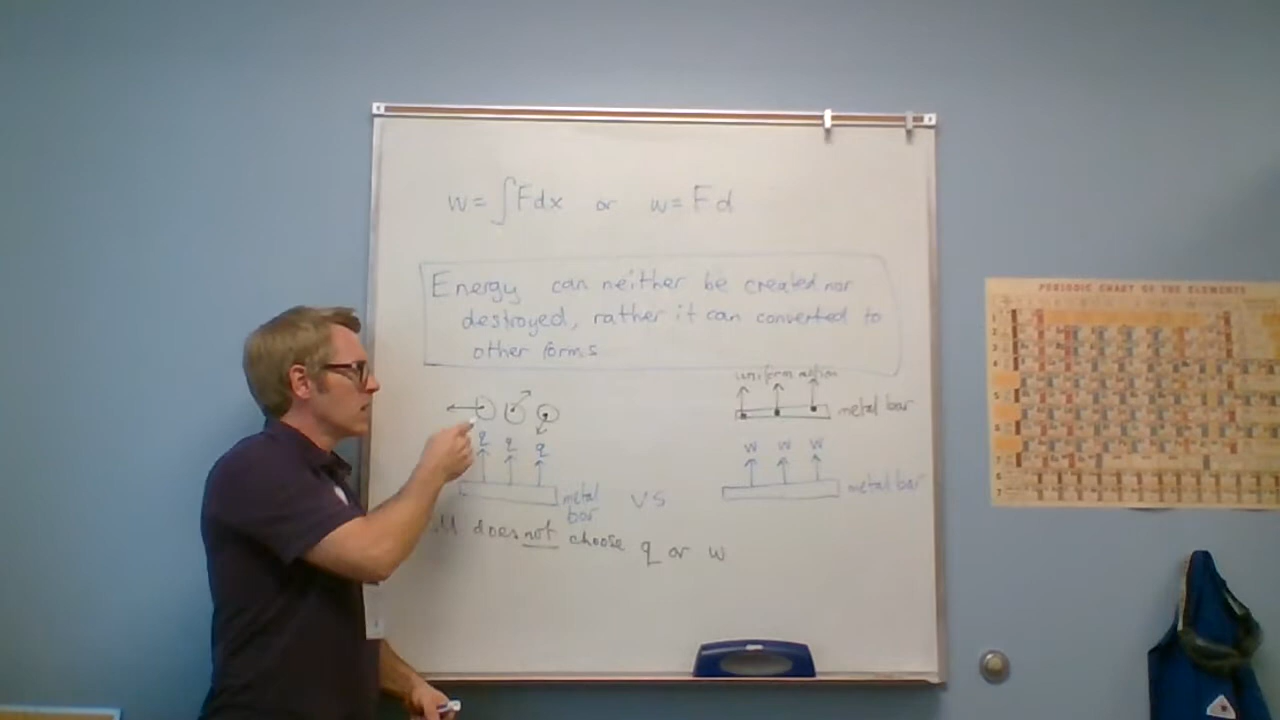 w = ∫Fdx or w = Fd
Energy can neither be created nor
destroyed, rather it can converted to
other forms
uniform motion
metal bar
q q q
metal
bar
vs
w w w
metal bar
does not choose q or w
PERIODIC CHART OF THE ELEMENTS